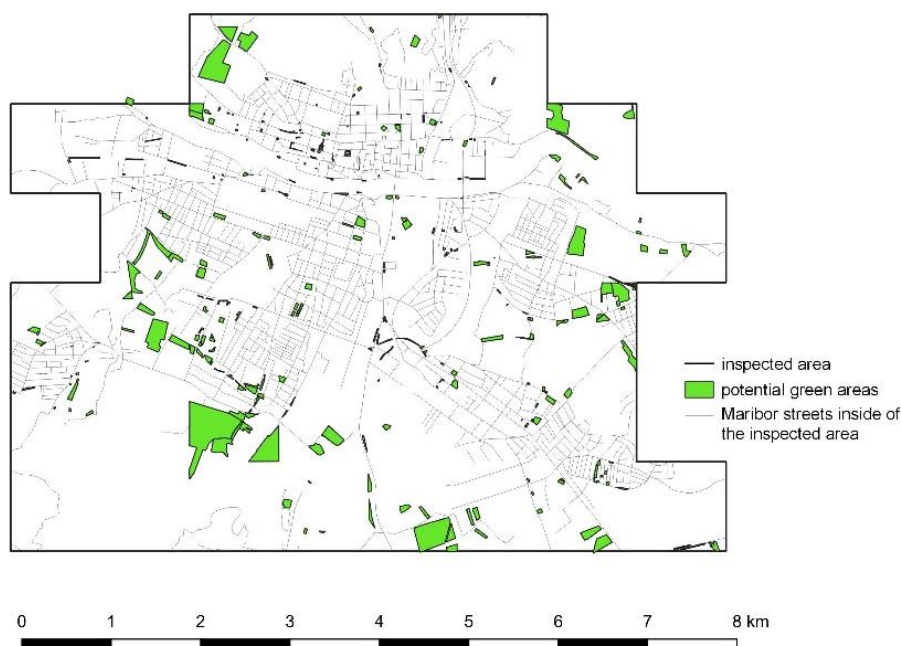 inspected area
potential green areas
Maribor streets inside of
the inspected area
0 1 2 3 4 5 6 7 8 km